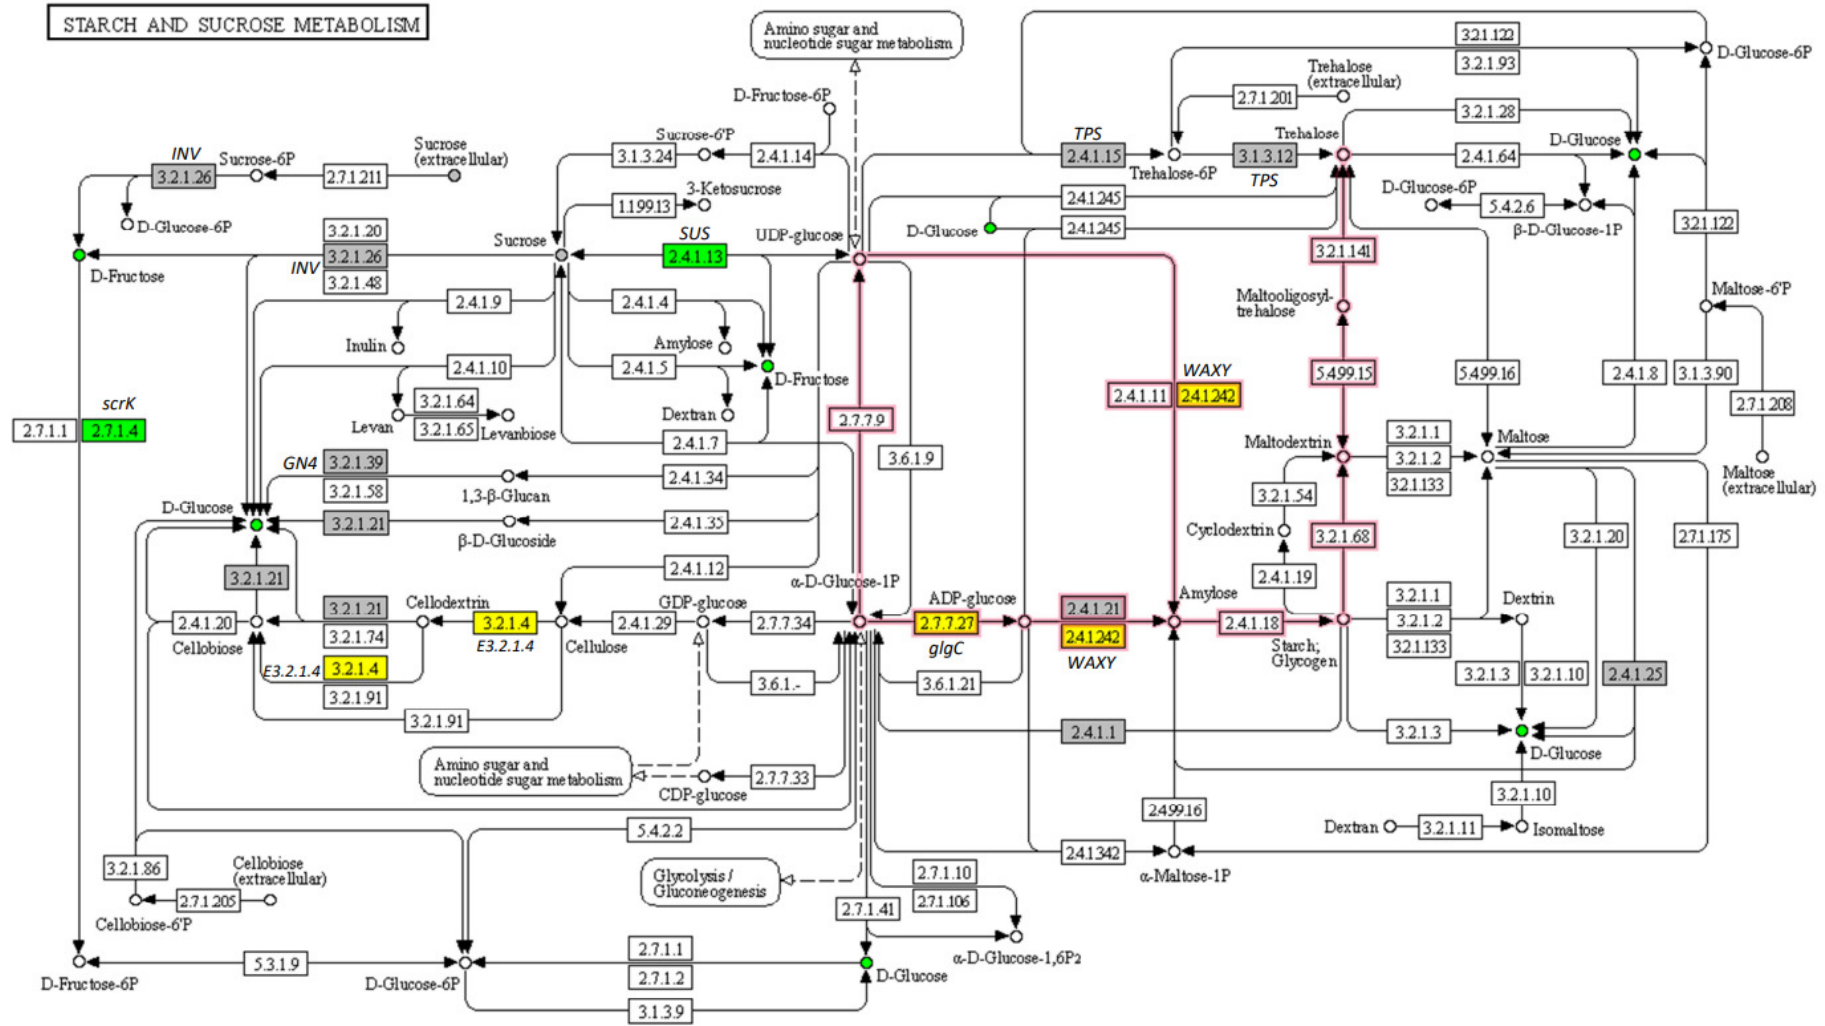 STARCH AND SUCROSE METABOLISM
Amino sugar and
nucleotide sugar metabolism
3.2.1.122
D-Glucose-6P
3.2.1.93
Trehalose
(extracellular)
D-Fructose-6P
2.7.1.201
3.2.1.28
TPS
Trehalose
D-Glucose
Sucrose-6'P
INV
Sucrose-6P
Sucrose
(extracellular)
3.1.3.24
2.4.1.14
2.4.1.15
3.1.3.12
2.4.1.64
Trehalose-6P
TPS
3.2.1.26
2.7.1.211
3-Ketosucrose
D-Glucose-6P
1.1.99.13
2.4.1.245
5.4.2.6
D-Glucose-6P
3.2.1.20
SUS
UDP-glucose
D-Glucose
2.4.1.245
β-D-Glucose-1P
3.2.1.122
Sucrose
3.2.1.26
2.4.1.13
3.2.1.141
INV
D-Fructose
3.2.1.48
Maltose-6'P
2.4.1.9
2.4.1.4
Maltooligosyl-
trehalose
Inulin
Amylose
2.4.1.10
2.4.1.5
D-Fructose
WAXY
5.4.99.15
5.4.99.16
2.4.1.8
3.1.3.90
2.4.1.11
2.4.1.242
2.7.1.208
scrK
3.2.1.64
Levan
Levanbiose
Dextran
2.7.7.9
2.7.1.1
2.7.1.4
3.2.1.65
2.4.1.7
Maltodextrin
3.2.1.1
Maltose
3.6.1.9
3.2.1.2
GN4
3.2.1.39
2.4.1.34
3.2.1.133
Maltose
(extracellular)
3.2.1.58
1,3-β-Glucan
3.2.1.54
D-Glucose
3.2.1.21
2.4.1.35
Cyclodextrin
3.2.1.68
3.2.1.20
2.7.1.175
β-D-Glucoside
2.4.1.12
3.2.1.21
α-D-Glucose-1P
2.4.1.19
Amylose
3.2.1.1
Dextrin
Cellodextrin
GDP-glucose
ADP-glucose
3.2.1.21
2.4.1.21
2.4.1.20
3.2.1.4
2.4.1.29
2.7.7.34
2.7.7.27
2.4.1.18
3.2.1.2
3.2.1.74
2.4.1.242
Cellobiose
E3.2.1.4
Cellulose
glgC
WAXY
Starch;
Glycogen
3.2.1.133
E3.2.1.4
3.2.1.4
3.2.1.3
3.2.1.10
2.4.1.25
3.6.1.-
3.6.1.21
3.2.1.91
3.2.1.91
2.4.1.1
3.2.1.3
D-Glucose
Amino sugar and
nucleotide sugar metabolism
2.7.7.33
CDP-glucose
3.2.1.10
2.4.99.16
5.4.2.2
Dextran
3.2.1.11
Isomaltose
2.4.1.342
3.2.1.86
Cellobiose
(extracellular)
Glycolysis /
Gluconeogenesis
2.7.1.10
α-Maltose-1P
2.7.1.205
2.7.1.106
2.7.1.41
Cellobiose-6'P
2.7.1.1
α-D-Glucose-1,6P2
5.3.1.9
D-Glucose
D-Fructose-6P
D-Glucose-6P
2.7.1.2
3.1.3.9